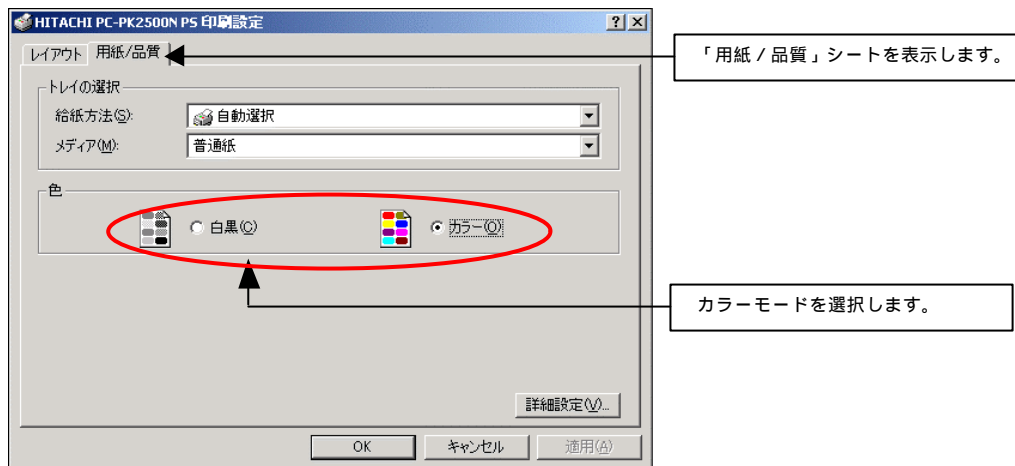 HITACHI PC-PK2500N PS 印刷設定
レイアウト 用紙/品質
「用紙/品質」シートを表示します。
トレイの選択
給紙方法(S): 自動選択
メディア(M): 普通紙
色
白黒(C) カラー(O)
カラーモードを選択します。
詳細設定(V)...
OK キャンセル 適用(A)